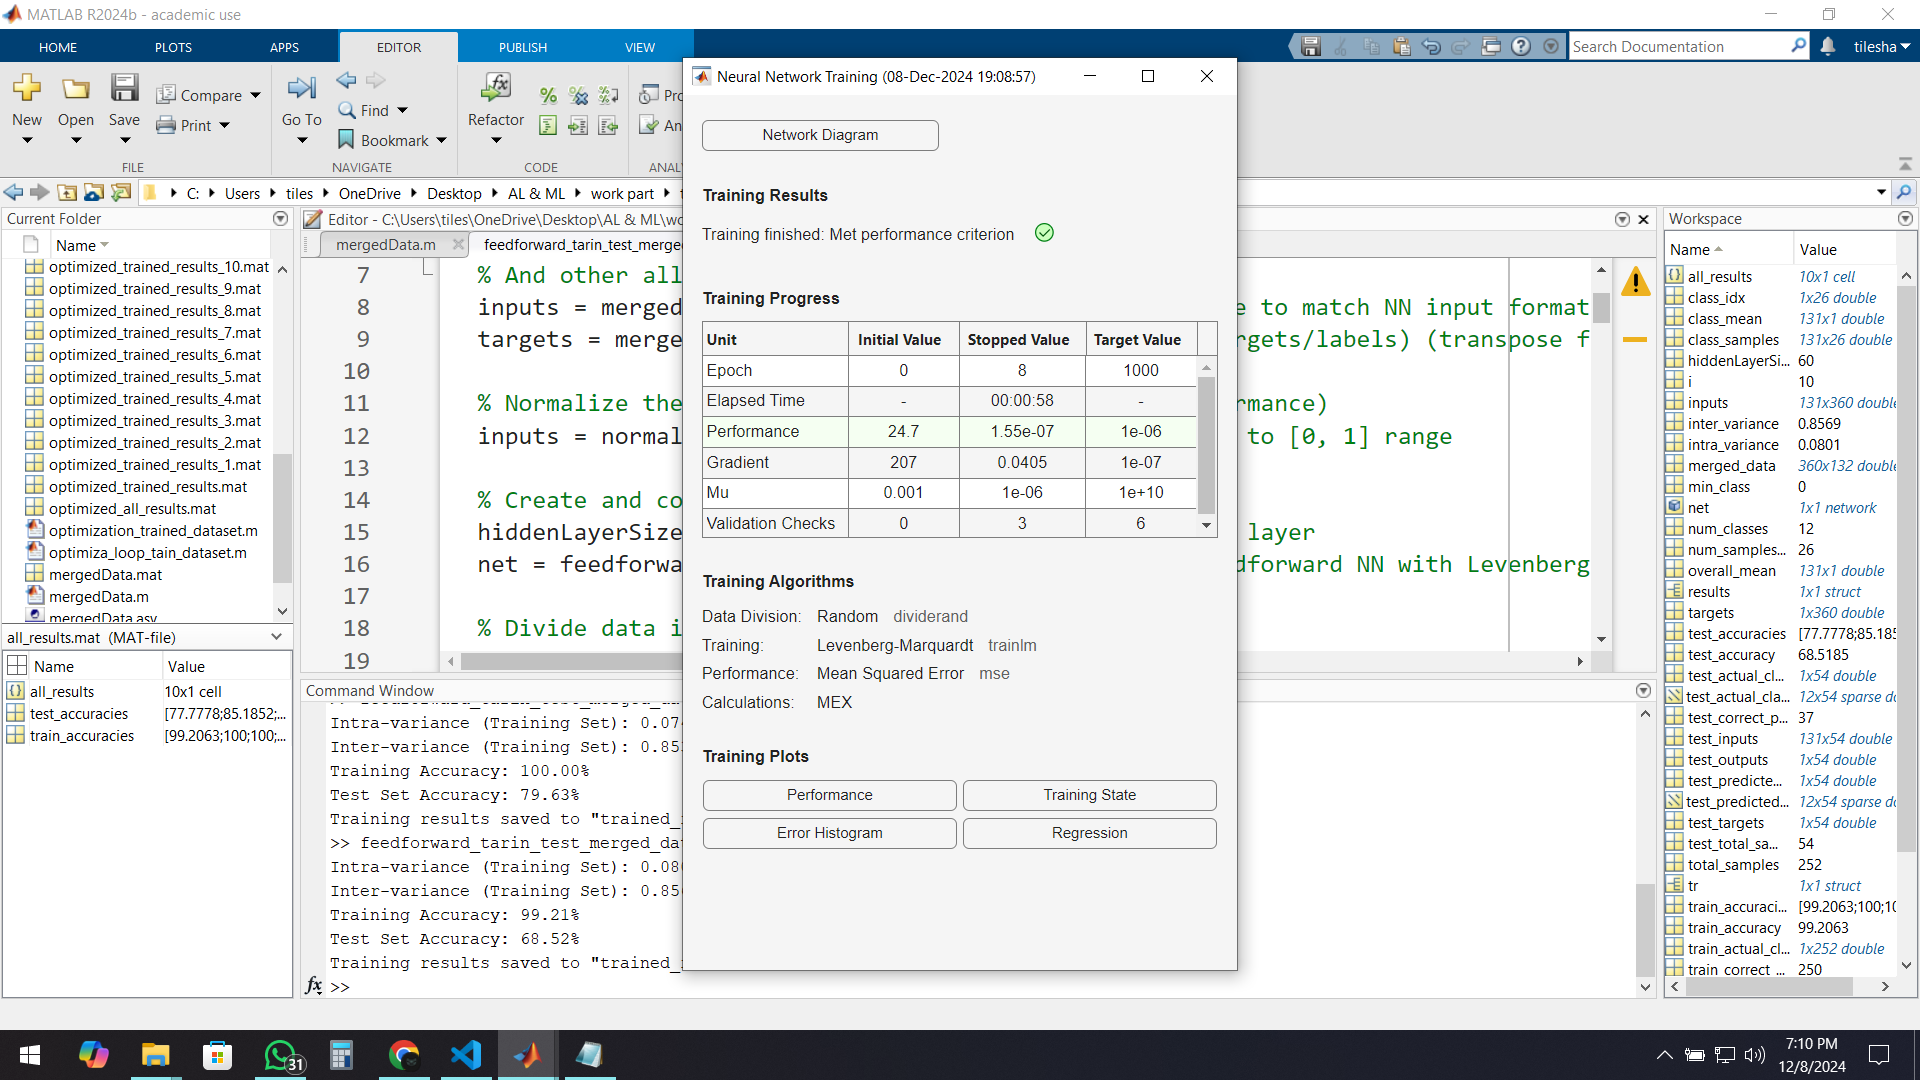 MATLAB R2024b - academic use
HOME PLOTS APPS EDITOR PUBLISH VIEW
Search Documentation
tilesha
New
Open
Save
Compare
Print
FILE
Go To
Find
Bookmark
NAVIGATE
Refactor
CODE
C: Users tiles OneDrive Desktop AL & ML work part
Current Folder
Name
optimized_trained_results_10.mat
optimized_trained_results_9.mat
optimized_trained_results_8.mat
optimized_trained_results_7.mat
optimized_trained_results_6.mat
optimized_trained_results_5.mat
optimized_trained_results_4.mat
optimized_trained_results_3.mat
optimized_trained_results_2.mat
optimized_trained_results_1.mat
optimized_trained_results.mat
optimized_all_results.mat
optimization_trained_dataset.m
optimiza_loop_tain_dataset.m
mergedData.mat
mergedData.m
mergedData.asv
all_results.mat (MAT-file)
Name Value
all_results 10x1 cell
test_accuracies [77.7778;85.1852;...
train_accuracies [99.2063;100;100;...
Editor - C:\Users\tiles\OneDrive\Desktop\AL & ML\wo
mergedData.m
feedforward_tarin_test_merged
7 % And other all
8 inputs = merged e to match NN input format
9 targets = merge rgets/labels) (transpose f
10
11 % Normalize the rmance)
12 inputs = normal to [0, 1] range
13
14 % Create and co
15 hiddenLayerSize layer
16 net = feedforwa dforward NN with Levenberg
17
18 % Divide data i
19
Command Window
Intra-variance (Training Set): 0.07
Inter-variance (Training Set): 0.85
Training Accuracy: 100.00%
Test Set Accuracy: 79.63%
Training results saved to "trained_
>> feedforward_tarin_test_merged_da
Intra-variance (Training Set): 0.08
Inter-variance (Training Set): 0.85
Training Accuracy: 99.21%
Test Set Accuracy: 68.52%
Training results saved to "trained_
fx >>
Neural Network Training (08-Dec-2024 19:08:57)
Network Diagram
Training Results
Training finished: Met performance criterion
Training Progress
Unit Initial Value Stopped Value Target Value
Epoch 0 8 1000
Elapsed Time - 00:00:58 -
Performance 24.7 1.55e-07 1e-06
Gradient 207 0.0405 1e-07
Mu 0.001 1e-06 1e+10
Validation Checks 0 3 6
Training Algorithms
Data Division: Random dividerand
Training: Levenberg-Marquardt trainlm
Performance: Mean Squared Error mse
Calculations: MEX
Training Plots
Performance
Training State
Error Histogram
Regression
Workspace
Name Value
all_results 10x1 cell
class_idx 1x26 double
class_mean 131x1 double
class_samples 131x26 double
hiddenLayerSi... 60
i 10
inputs 131x360 double
inter_variance 0.8569
intra_variance 0.0801
merged_data 360x132 double
min_class 0
net 1x1 network
num_classes 12
num_samples... 26
overall_mean 131x1 double
results 1x1 struct
targets 1x360 double
test_accuracies [77.7778;85.185
test_accuracy 68.5185
test_actual_cl... 1x54 double
test_actual_cla... 12x54 sparse do
test_correct_p... 37
test_inputs 131x54 double
test_outputs 1x54 double
test_predicte... 1x54 double
test_predicted... 12x54 sparse do
test_targets 1x54 double
test_total_sa... 54
total_samples 252
tr 1x1 struct
train_accuraci... [99.2063;100;10
train_accuracy 99.2063
train_actual_cl... 1x252 double
train_correct_... 250
31
7:10 PM
12/8/2024